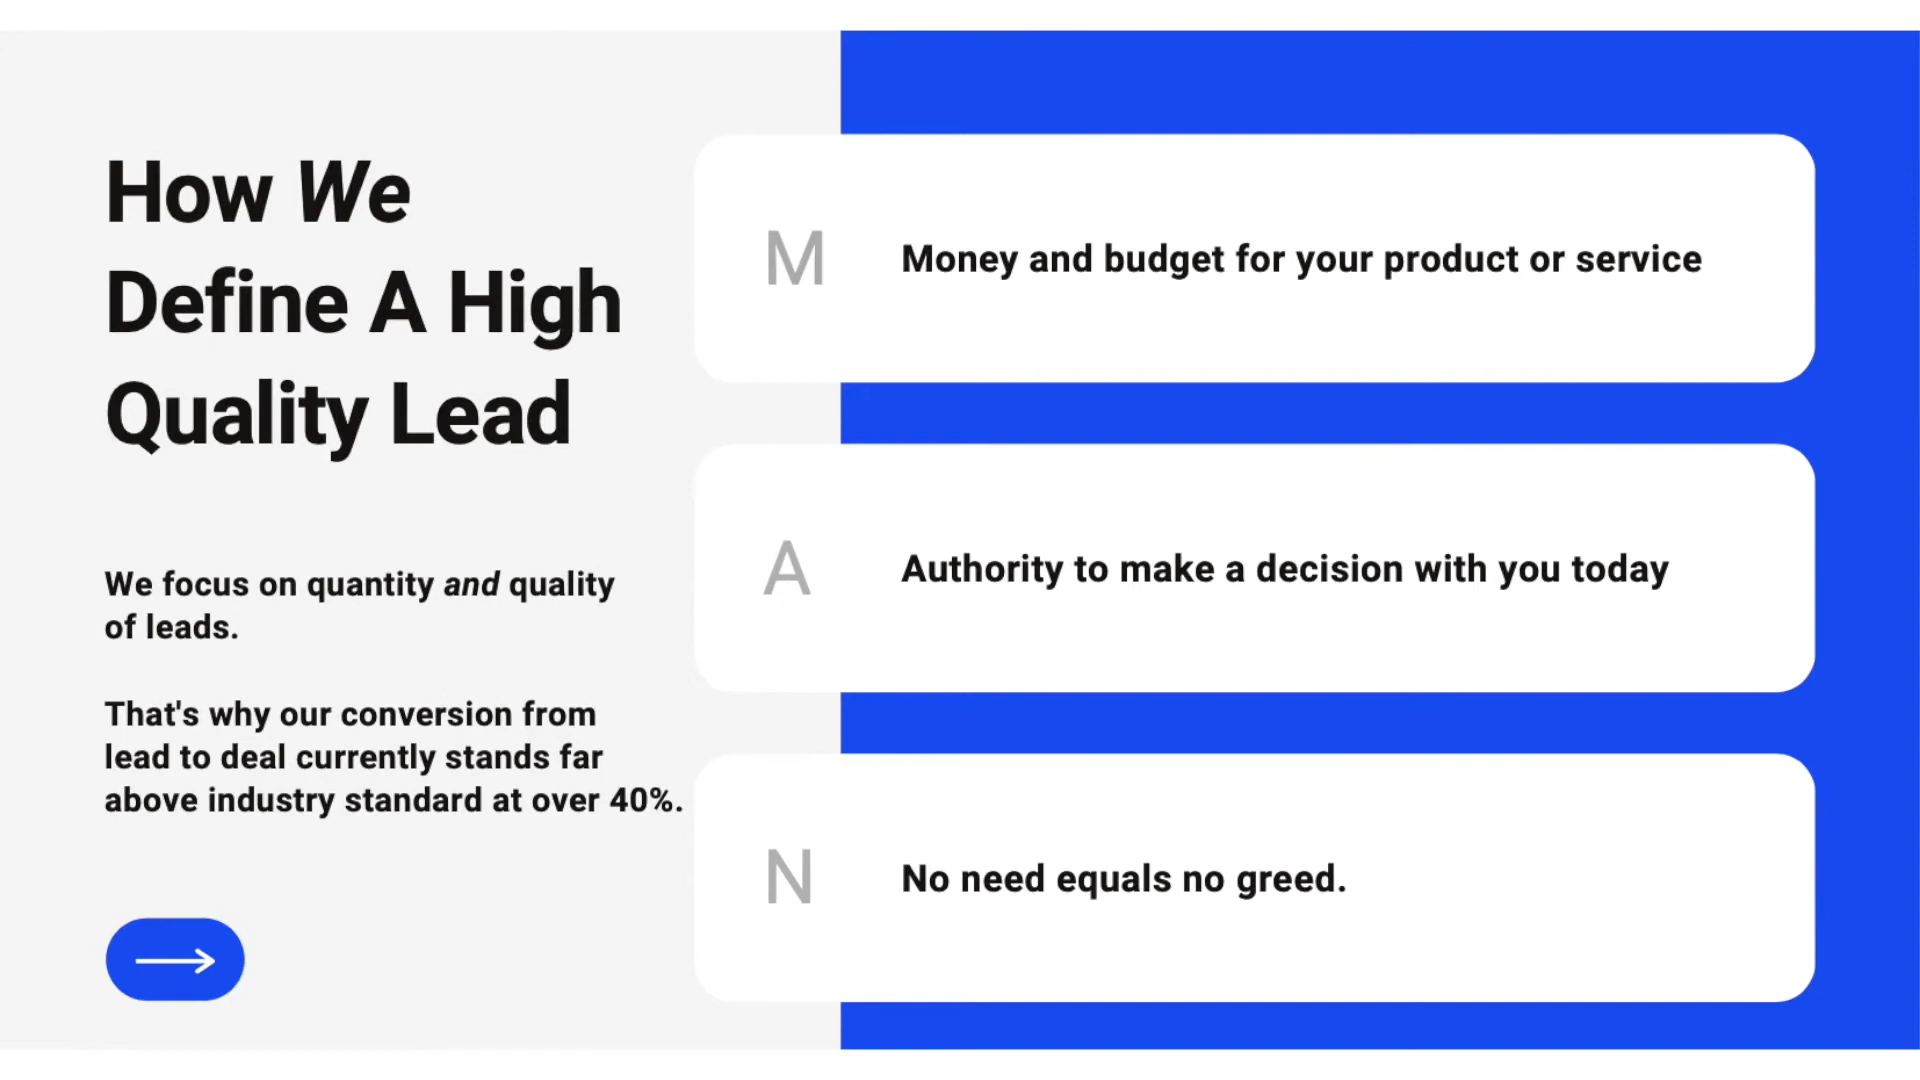 How We
Define A High
Quality Lead
We focus on quantity and quality
of leads.
That's why our conversion from
lead to deal currently stands far
above industry standard at over 40%.
M
Money and budget for your product or service
A
Authority to make a decision with you today
N
No need equals no greed.